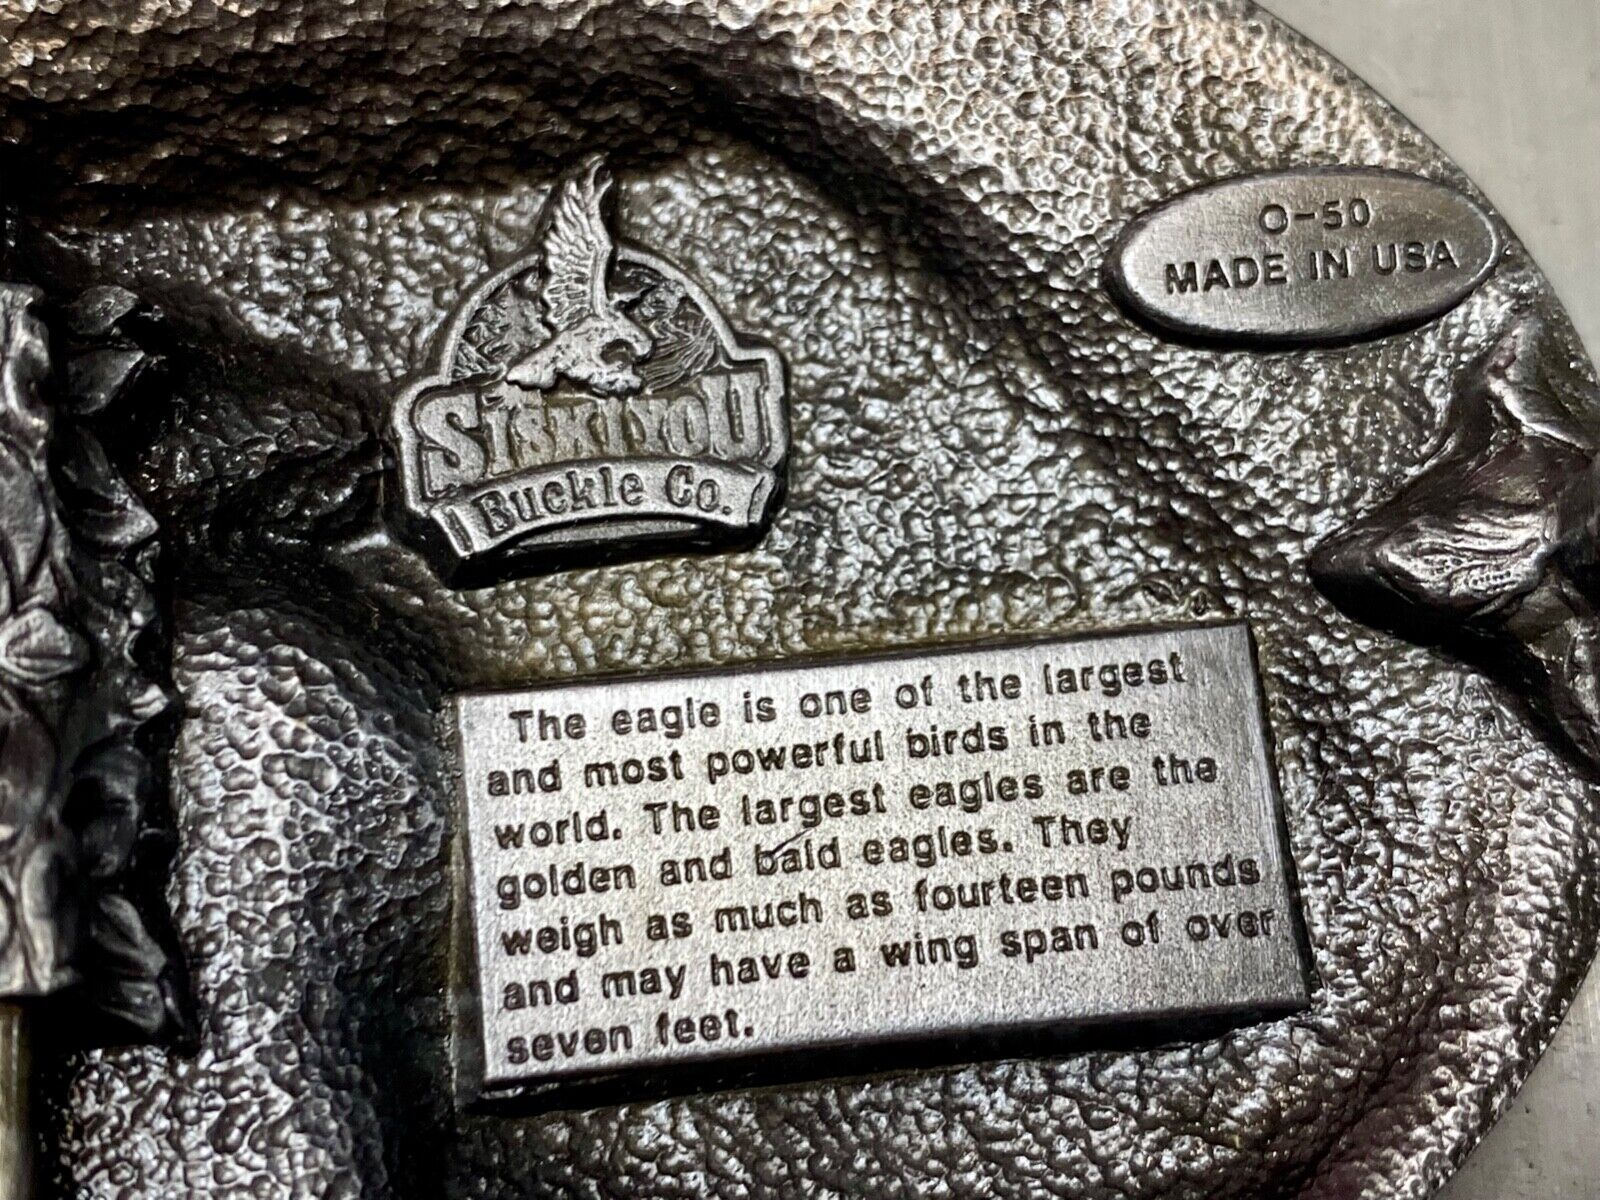 O-50
MADE IN USA
SISKIYOU
Buckle Co.
The eagle is one of the largest
and most powerful birds in the
world. The largest eagles are the
golden and bald eagles. They
weigh as much as fourteen pounds
and may have a wing span of over
seven feet.